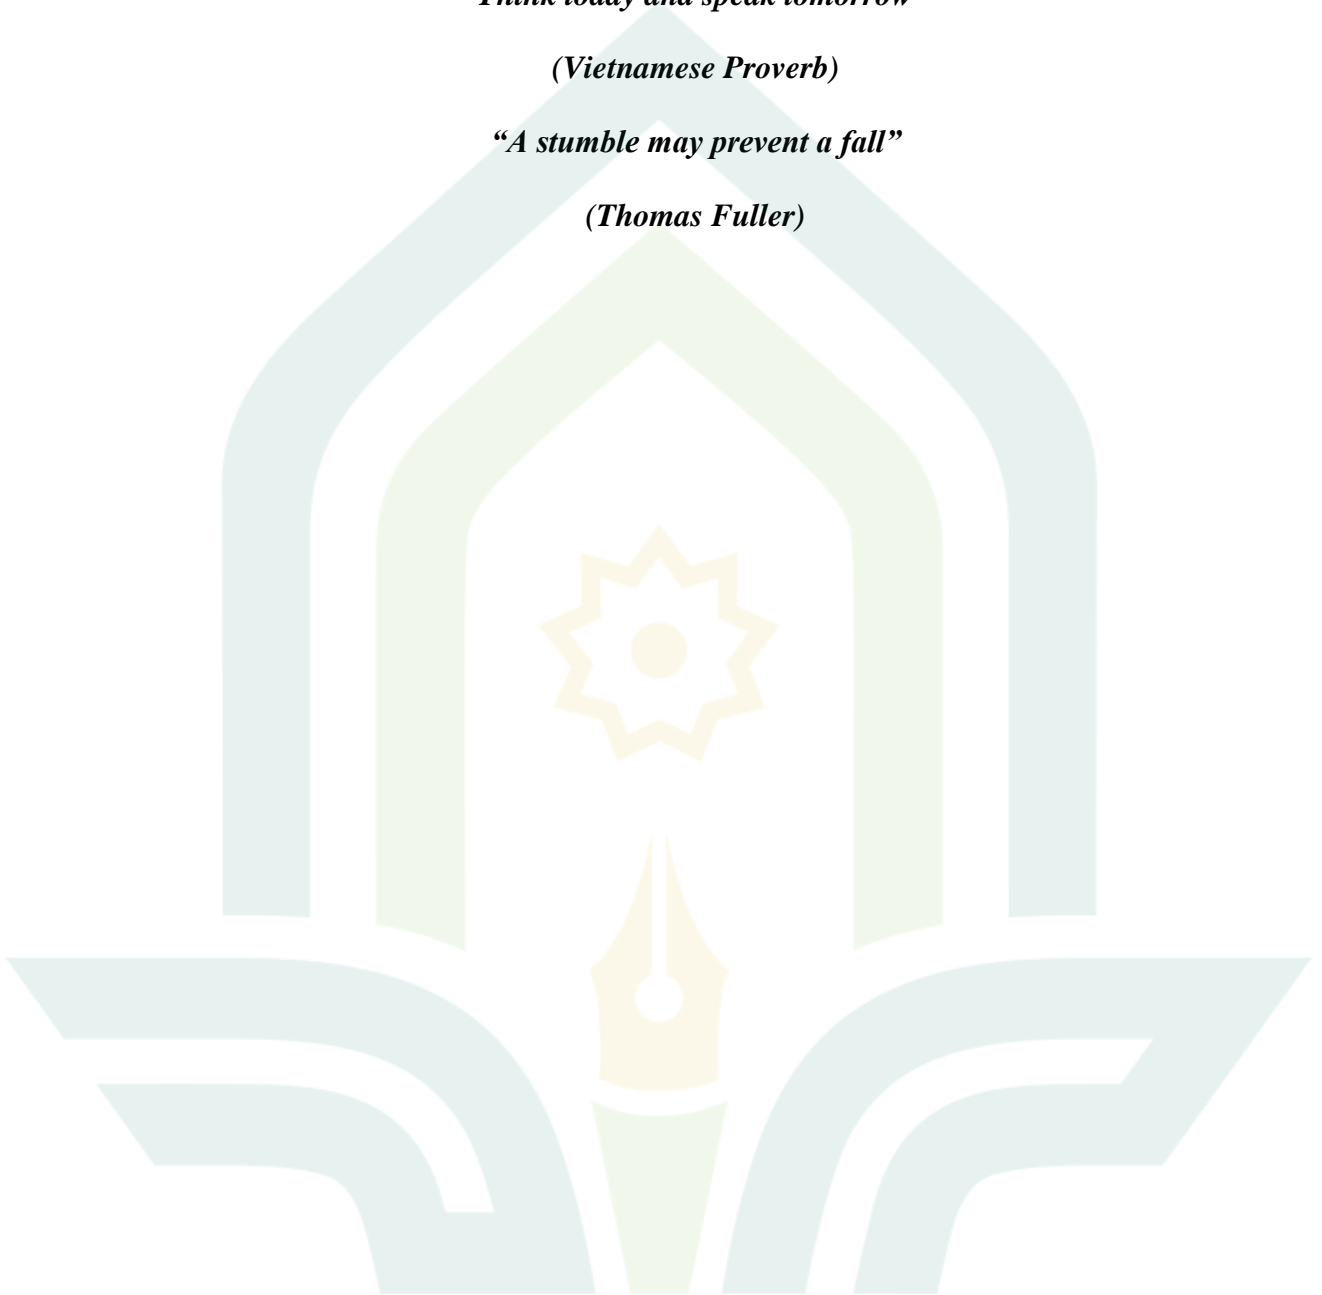 Think today and speak tomorrow
(Vietnamese Proverb)
“A stumble may prevent a fall”
(Thomas Fuller)